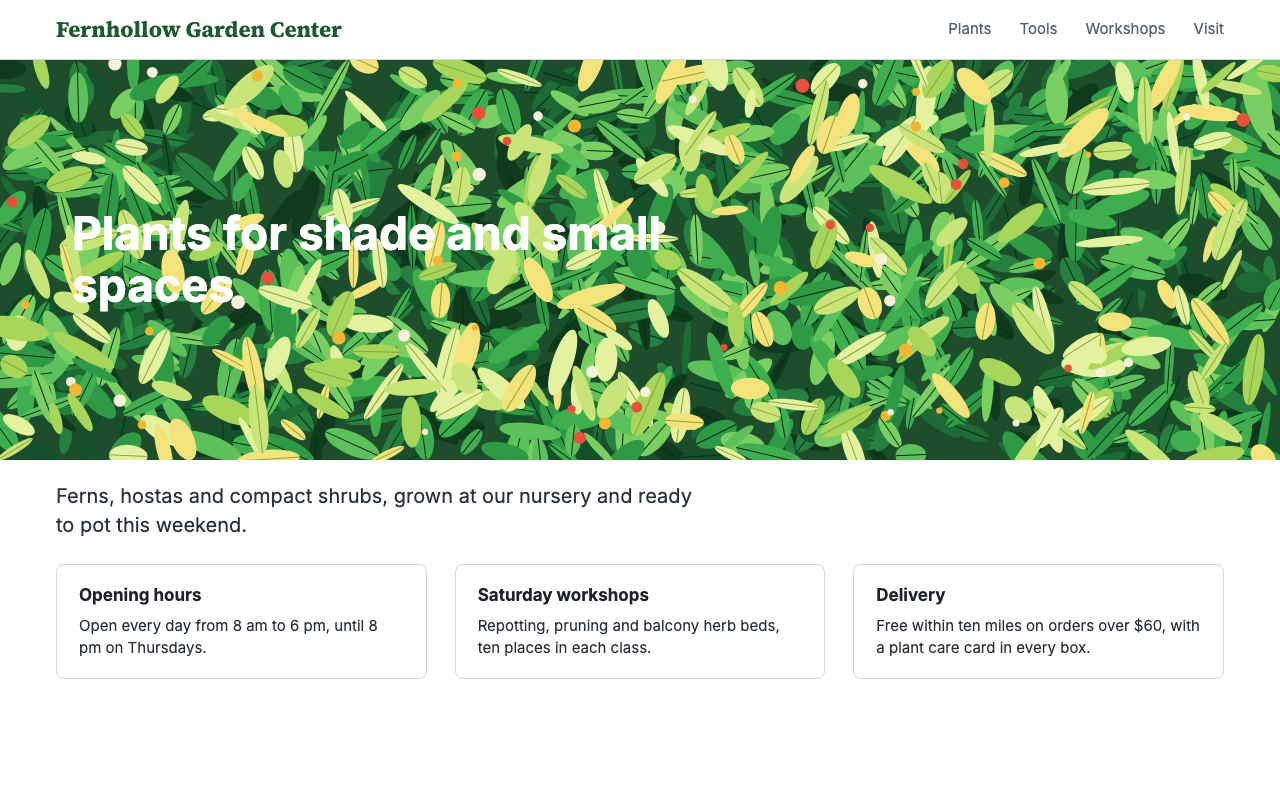 Fernhollow Garden Center
Plants Tools Workshops Visit
Plants for shade and small
spaces
Ferns, hostas and compact shrubs, grown at our nursery and ready
to pot this weekend.
Opening hours
Open every day from 8 am to 6 pm, until 8
pm on Thursdays.
Saturday workshops
Repotting, pruning and balcony herb beds,
ten places in each class.
Delivery
Free within ten miles on orders over $60, with
a plant care card in every box.